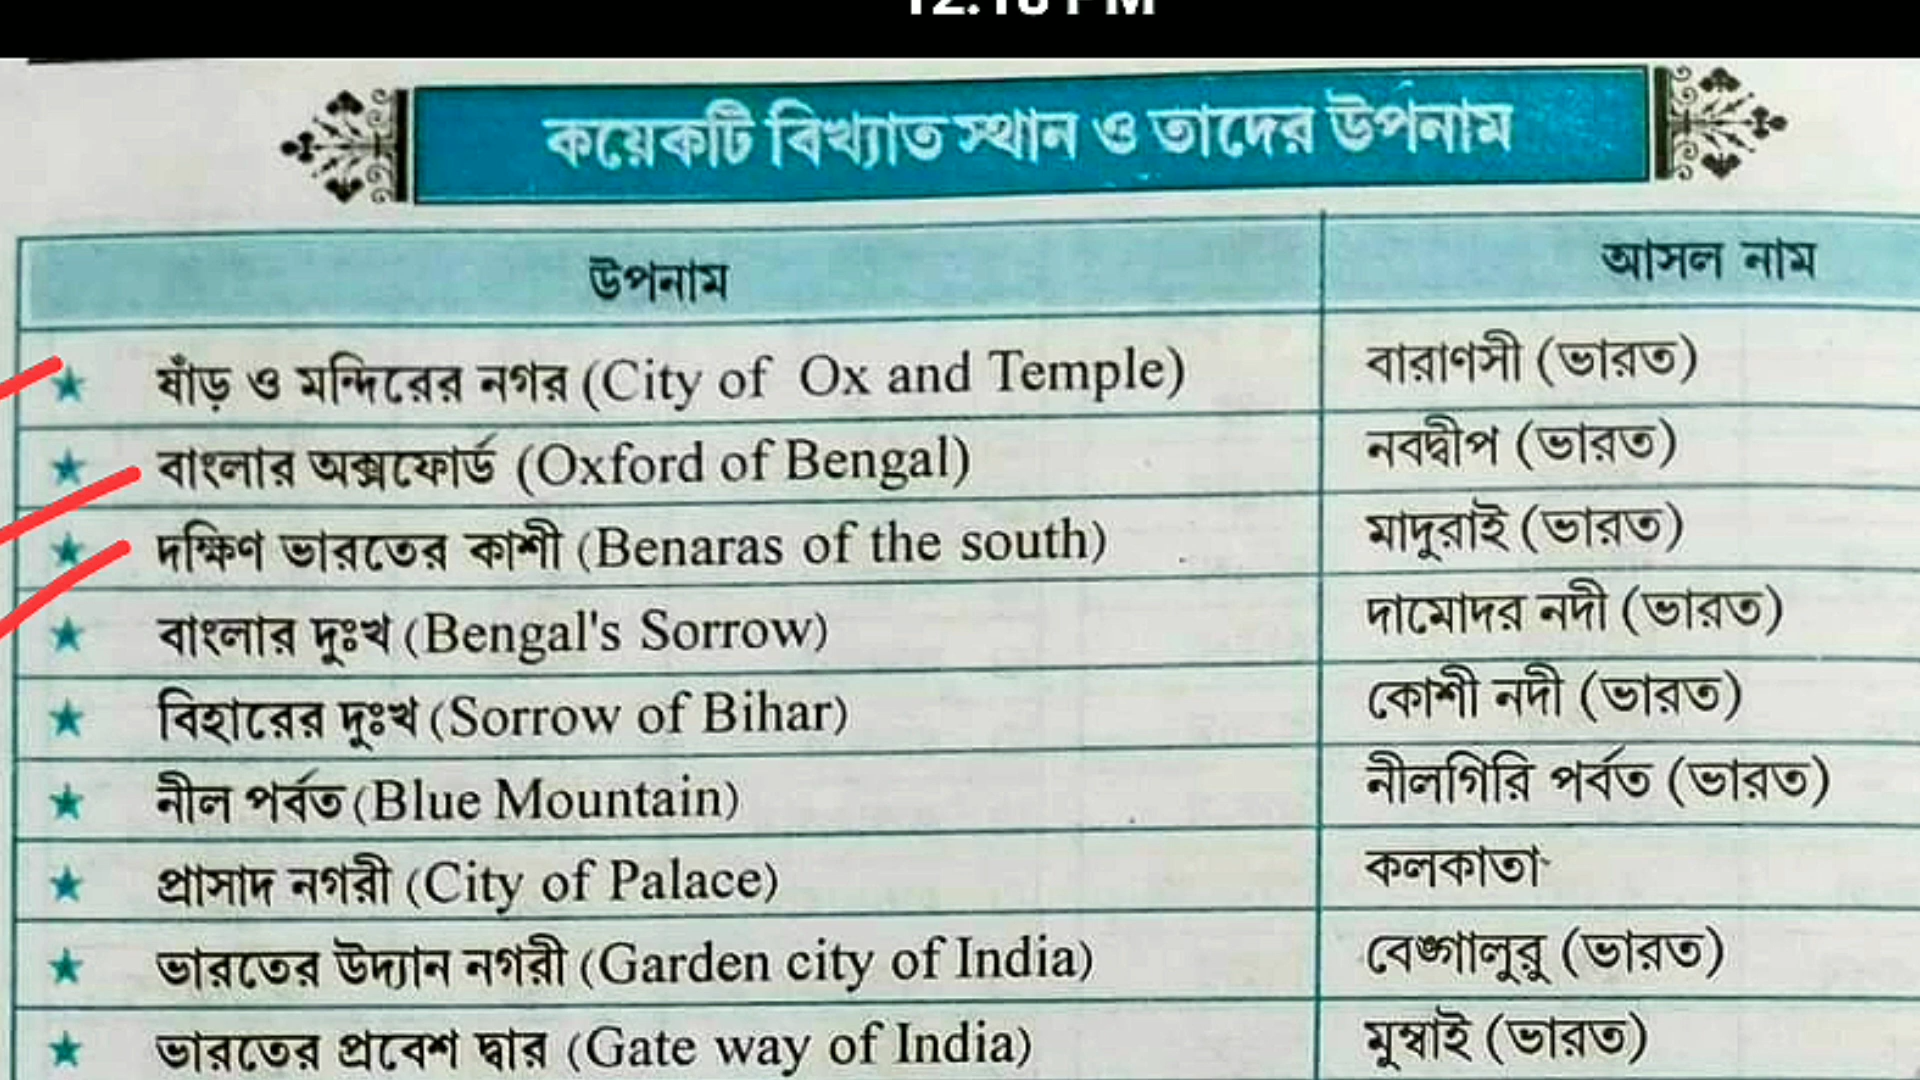 কয়েকটি বিখ্যাত স্থান ও তাদের উপনাম
উপনাম আসল নাম
ষাঁড় ও মন্দিরের নগর (City of Ox and Temple) বারাণসী (ভারত)
বাংলার অক্সফোর্ড (Oxford of Bengal) নবদ্বীপ (ভারত)
দক্ষিণ ভারতের কাশী (Benaras of the south) মাদুরাই (ভারত)
বাংলার দুঃখ (Bengal's Sorrow) দামোদর নদী (ভারত)
বিহারের দুঃখ (Sorrow of Bihar) কোশী নদী (ভারত)
নীল পর্বত (Blue Mountain) নীলগিরি পর্বত (ভারত)
প্রাসাদ নগরী (City of Palace) কলকাতা
ভারতের উদ্যান নগরী (Garden city of India) বেঙ্গালুরু (ভারত)
ভারতের প্রবেশ দ্বার (Gate way of India) মুম্বাই (ভারত)